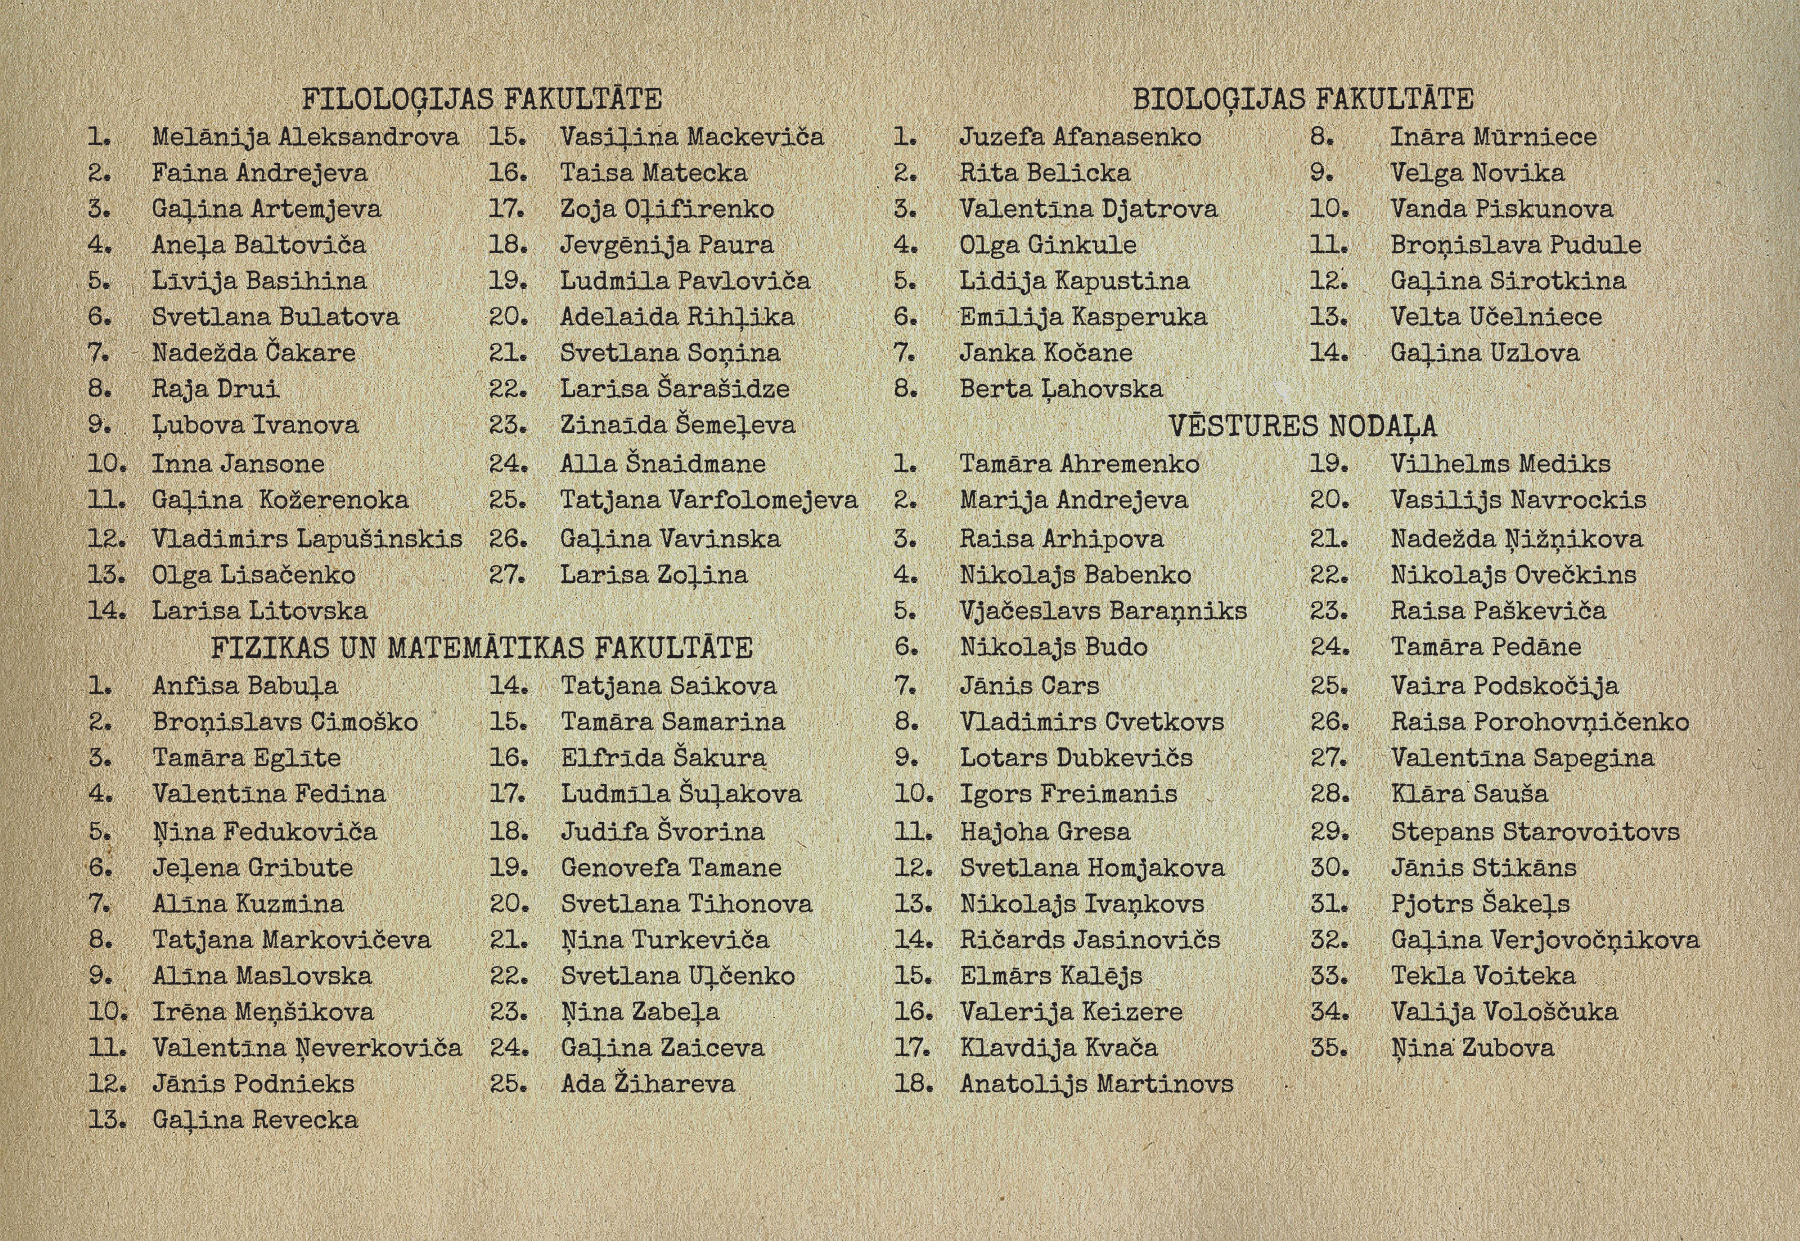 FILOLOĢIJAS FAKULTĀTE
1. Melānija Aleksandrova
2. Faina Andrejeva
3. Gaļina Artemjeva
4. Aneļa Baltoviča
5. Līvija Basihina
6. Svetlana Bulatova
7. Nadežda Čakare
8. Raja Drui
9. Ļubova Ivanova
10. Inna Jansone
11. Gaļina Kožerenoka
12. Vladimirs Lapušinskis
13. Olga Lisačenko
14. Larisa Litovska
15. Vasiļina Mackeviča
16. Taisa Matecka
17. Zoja Oļifirenko
18. Jevgēnija Paura
19. Ludmila Pavloviča
20. Adelaida Rihļika
21. Svetlana Soņina
22. Larisa Šarašidze
23. Zinaīda Šemeļeva
24. Alla Šnaidmane
25. Tatjana Varfolomejeva
26. Gaļina Vavinska
27. Larisa Zoļina
FIZIKAS UN MATEMĀTIKAS FAKULTĀTE
1. Anfisa Babuļa
2. Broņislavs Cimoško
3. Tamāra Eglīte
4. Valentīna Fedina
5. Ņina Fedukoviča
6. Jeļena Gribute
7. Alīna Kuzmina
8. Tatjana Markovičeva
9. Alīna Maslovska
10. Irēna Meņšikova
11. Valentīna Ņeverkoviča
12. Jānis Podnieks
13. Gaļina Revecka
14. Tatjana Saikova
15. Tamāra Samarina
16. Elfrīda Šakura
17. Ludmīla Šuļakova
18. Judifa Švorina
19. Genovefa Tamane
20. Svetlana Tihonova
21. Ņina Turkeviča
22. Svetlana Uļčenko
23. Ņina Zabeļa
24. Gaļina Zaiceva
25. Ada Žihareva
BIOLOĢIJAS FAKULTĀTE
1. Juzefa Afanasenko
2. Rita Belicka
3. Valentīna Djatrova
4. Olga Ginkule
5. Lidija Kapustina
6. Emīlija Kasperuka
7. Janka Kočane
8. Berta Ļahovska
8. Ināra Mūrniece
9. Velga Novika
10. Vanda Piskunova
11. Broņislava Pudule
12. Gaļina Sirotkina
13. Velta Učelniece
14. Gaļina Uzlova
VĒSTURES NODAĻA
1. Tamāra Ahremenko
2. Marija Andrejeva
3. Raisa Arhipova
4. Nikolajs Babenko
5. Vjačeslavs Baraņniks
6. Nikolajs Budo
7. Jānis Cars
8. Vladimirs Cvetkovs
9. Lotars Dubkevičs
10. Igors Freimanis
11. Hajoha Gresa
12. Svetlana Homjakova
13. Nikolajs Ivaņkovs
14. Ričards Jasinovičs
15. Elmārs Kalējs
16. Valerija Keizere
17. Klavdija Kvača
18. Anatolijs Martinovs
19. Vilhelms Mediks
20. Vasilijs Navrockis
21. Nadežda Ņižņikova
22. Nikolajs Ovečkins
23. Raisa Paškeviča
24. Tamāra Pedāne
25. Vaira Podskočija
26. Raisa Porohovņičenko
27. Valentīna Sapegina
28. Klāra Sauša
29. Stepans Starovoitovs
30. Jānis Stikāns
31. Pjotrs Šakeļs
32. Gaļina Verjovočņikova
33. Tekla Voiteka
34. Valija Vološčuka
35. Ņina Zubova